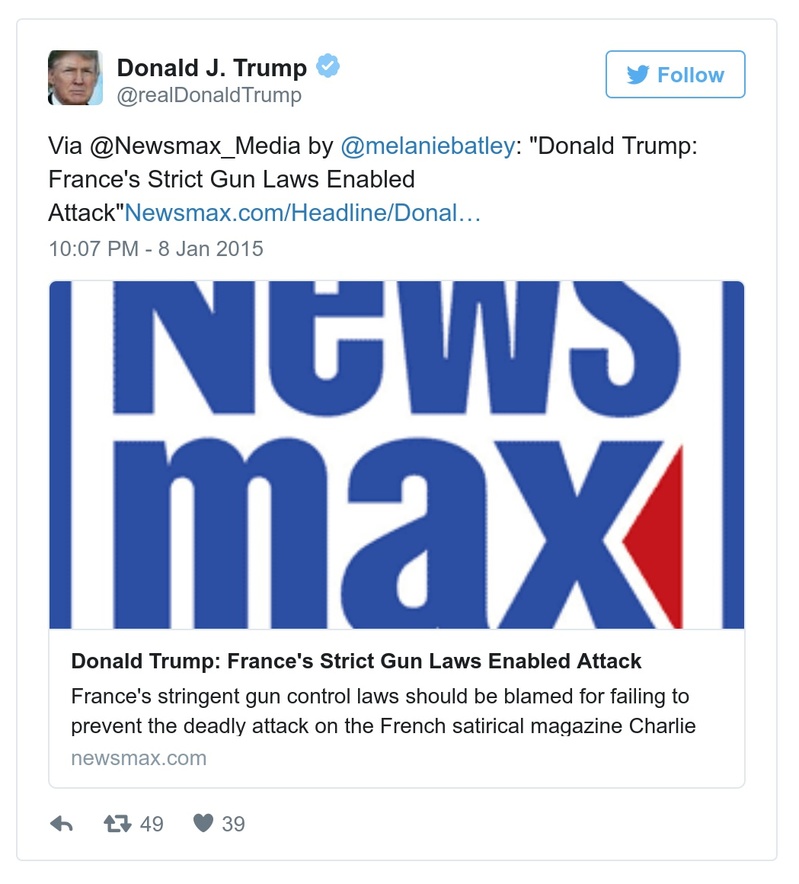 Donald J. Trump
@realDonaldTrump
Follow
Via @Newsmax_Media by @melaniebatley: "Donald Trump:
France's Strict Gun Laws Enabled
Attack"Newsmax.com/Headline/Donal…
10:07 PM - 8 Jan 2015
News
max
Donald Trump: France's Strict Gun Laws Enabled Attack
France's stringent gun control laws should be blamed for failing to
prevent the deadly attack on the French satirical magazine Charlie
newsmax.com
49
39